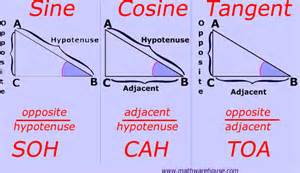 Sine
Cosine
Tangent
Opposite
A
Hypotenuse
C
B
A
Hypotenuse
C
B
Adjacent
Opposite
A
C
B
Adjacent
opposite
hypotenuse
adjacent
hypotenuse
opposite
adjacent
SOH
CAH
TOA
www.mathwarehouse.com